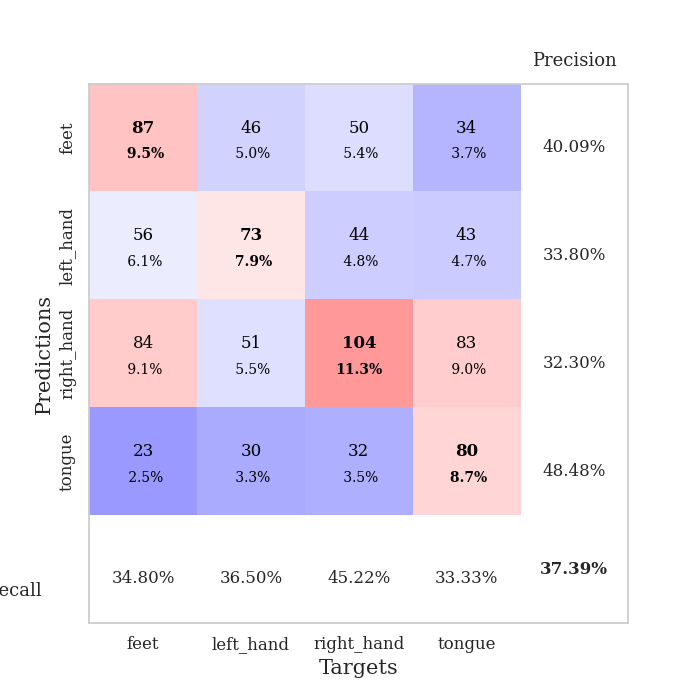 Precision
feet
87 46 50 34
9.5% 5.0% 5.4% 3.7%
40.09%
left_hand
56 73 44 43
6.1% 7.9% 4.8% 4.7%
33.80%
Predictions
right_hand
84 51 104 83
9.1% 5.5% 11.3% 9.0%
32.30%
tongue
23 30 32 80
2.5% 3.3% 3.5% 8.7%
48.48%
ecall
34.80% 36.50% 45.22% 33.33% 37.39%
feet left_hand right_hand tongue
Targets